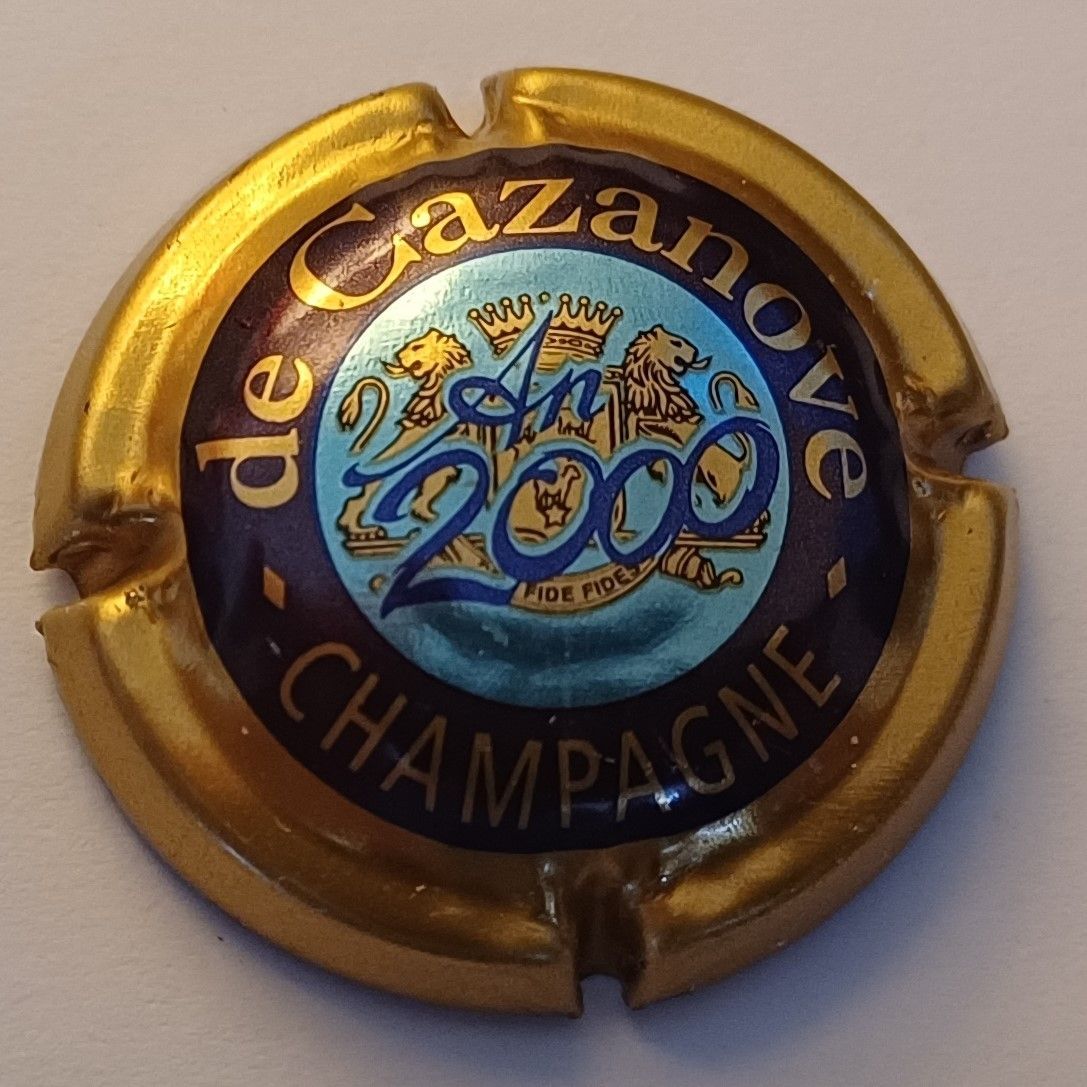 de Cazanove
An
2000
FIDE FIDES
CHAMPAGNE